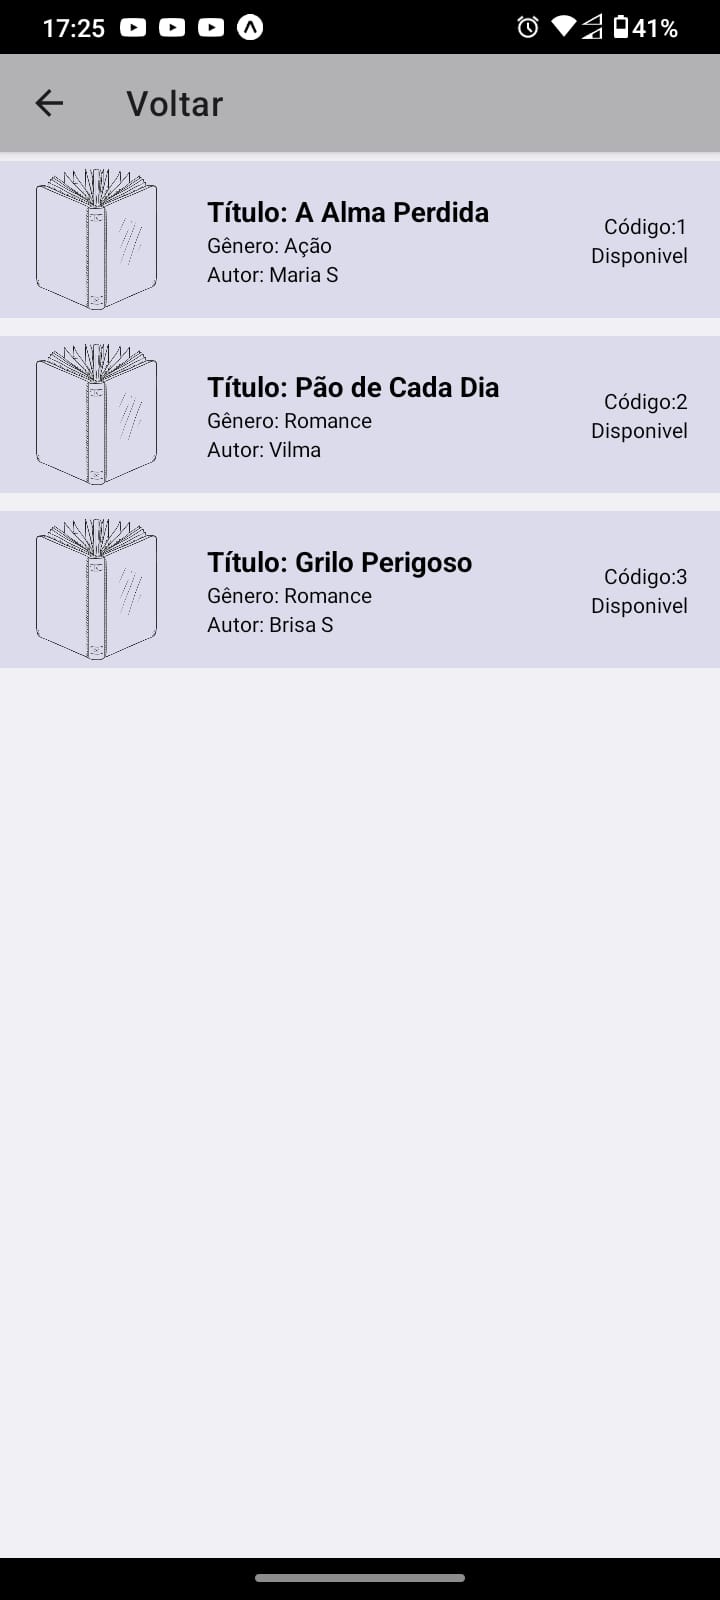 17:25 41%
Voltar
Título: A Alma Perdida
Gênero: Ação
Autor: Maria S
Código:1
Disponivel
Título: Pão de Cada Dia
Gênero: Romance
Autor: Vilma
Código:2
Disponivel
Título: Grilo Perigoso
Gênero: Romance
Autor: Brisa S
Código:3
Disponivel